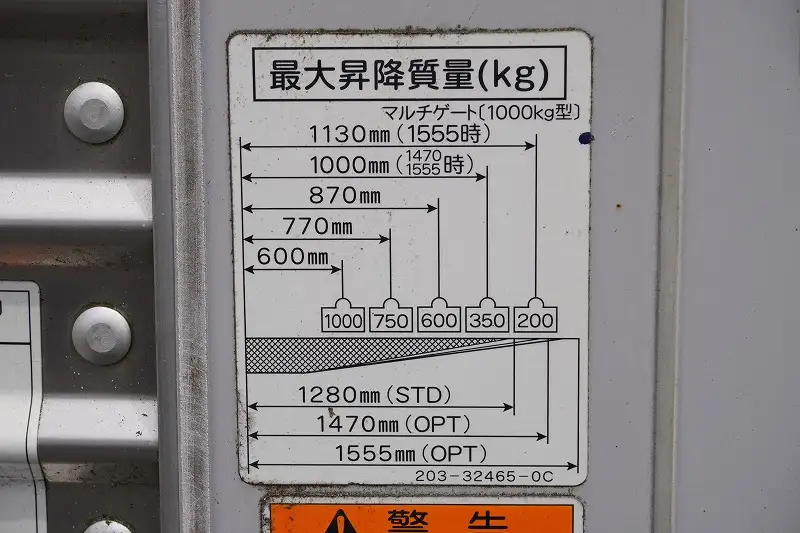 最大昇降質量(kg)
マルチゲート〔1000kg型〕
1130mm(1555時)
1000mm(1470 1555時)
870mm
770mm
600mm
1000 750 600 350 200
1280mm(STD)
1470mm(OPT)
1555mm(OPT)
203-32465-0C
警告